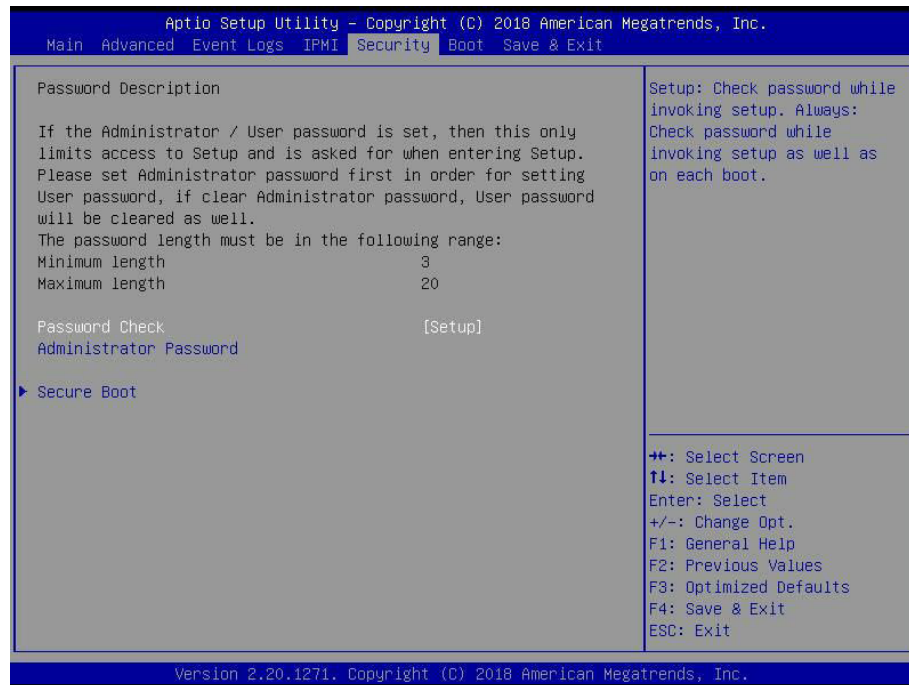 Aptio Setup Utility – Copyright (C) 2018 American Megatrends, Inc.
Main Advanced Event Logs IPMI Security Boot Save & Exit
Password Description
If the Administrator / User password is set, then this only
limits access to Setup and is asked for when entering Setup.
Please set Administrator password first in order for setting
User password, if clear Administrator password, User password
will be cleared as well.
The password length must be in the following range:
Minimum length 3
Maximum length 20
Password Check [Setup]
Administrator Password
Secure Boot
Setup: Check password while
invoking setup. Always:
Check password while
invoking setup as well as
on each boot.
→←: Select Screen
↑↓: Select Item
Enter: Select
+/-: Change Opt.
F1: General Help
F2: Previous Values
F3: Optimized Defaults
F4: Save & Exit
ESC: Exit
Version 2.20.1271. Copyright (C) 2018 American Megatrends, Inc.